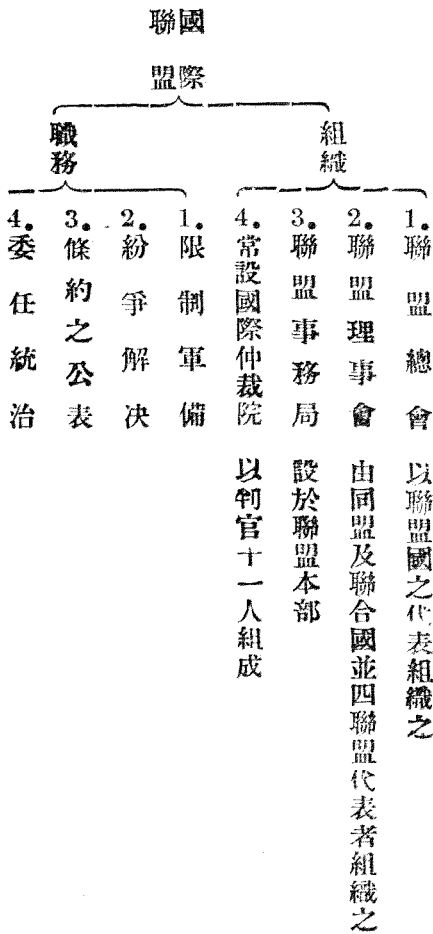 國際
聯盟
組織
1. 聯盟總會 以聯盟國之代表組織之
2. 聯盟理事會 由同盟及聯合國並四聯盟代表者組織之
3. 聯盟事務局 設於聯盟本部
4. 常設國際仲裁院 以判官十一人組成
職務
1. 限制軍備
2. 紛爭解决
3. 條約之公表
4. 委任統治